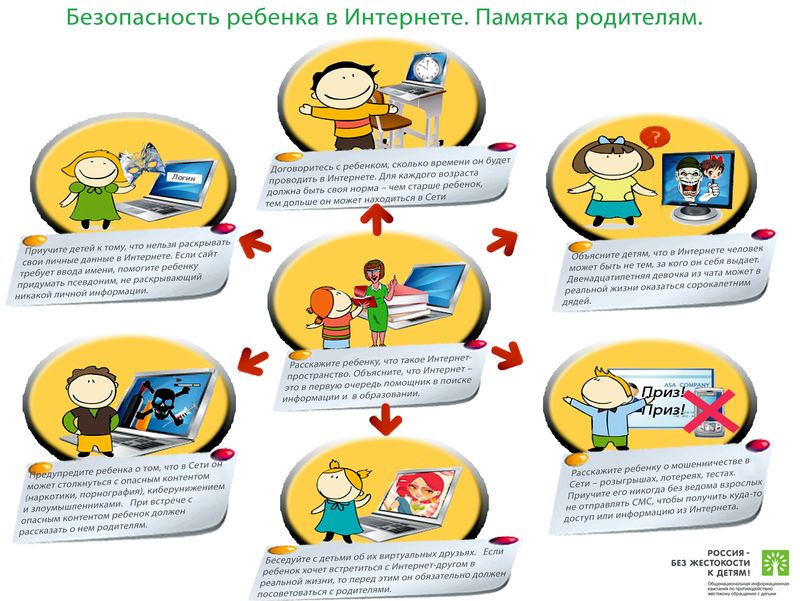 Безопасность ребенка в Интернете. Памятка родителям.
Договоритесь с ребенком, сколько времени он будет
проводить в Интернете. Для каждого возраста
должна быть своя норма – чем старше ребенок,
тем дольше он может находиться в Сети
Логин
Приучите детей к тому, что нельзя раскрывать
свои личные данные в Интернете. Если сайт
требует ввода имени, помогите ребенку
придумать псевдоним, не раскрывающий
никакой личной информации.
?
Объясните детям, что в Интернете человек
может быть не тем, за кого он себя выдает.
Двенадцатилетняя девочка из чата может в
реальной жизни оказаться сорокалетним
дядей.
Расскажите ребенку, что такое Интернет-
пространство. Объясните, что Интернет –
это в первую очередь помощник в поиске
информации и в образовании.
Предупредите ребенка о том, что в Сети он
может столкнуться с опасным контентом
(наркотики, порнография), киберунижением
и злоумышленниками. При встрече с
опасным контентом ребенок должен
рассказать о нем родителям.
ASA COMPANY
Приз!
Приз!
Расскажите ребенку о мошенничестве в
Сети – розыгрышах, лотереях, тестах.
Приучите его никогда без ведома взрослых
не отправлять СМС, чтобы получить куда-то
доступ или информацию из Интернета.
Беседуйте с детьми об их виртуальных друзьях. Если
ребенок хочет встретиться с Интернет-другом в
реальной жизни, то перед этим он обязательно должен
посоветоваться с родителями.
РОССИЯ -
БЕЗ ЖЕСТОКОСТИ
К ДЕТЯМ!
Общенациональная информационная
кампания по противодействию
жестокому обращению с детьми